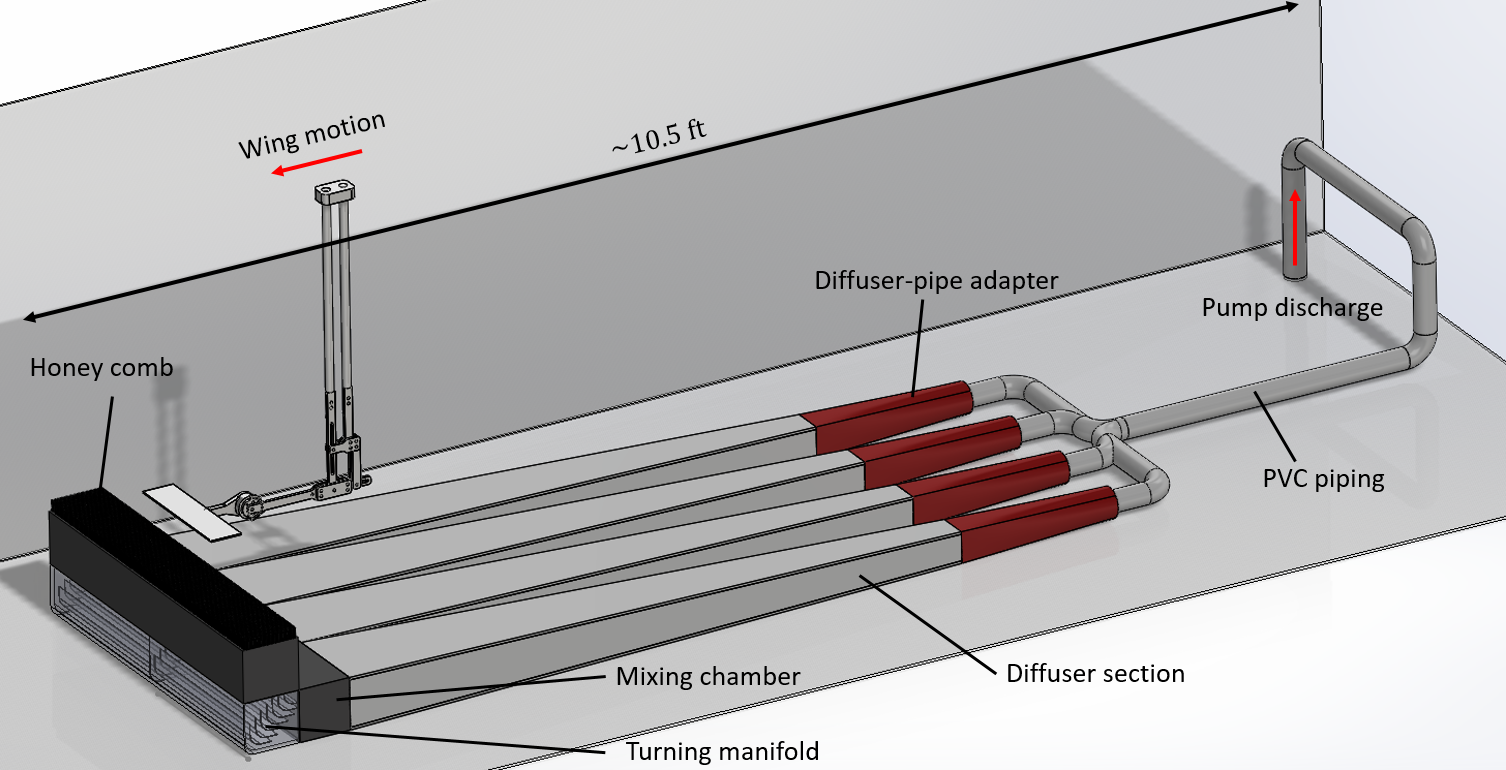 Wing motion
~10.5 ft
Diffuser-pipe adapter
Pump discharge
Honey comb
PVC piping
Mixing chamber
Diffuser section
Turning manifold